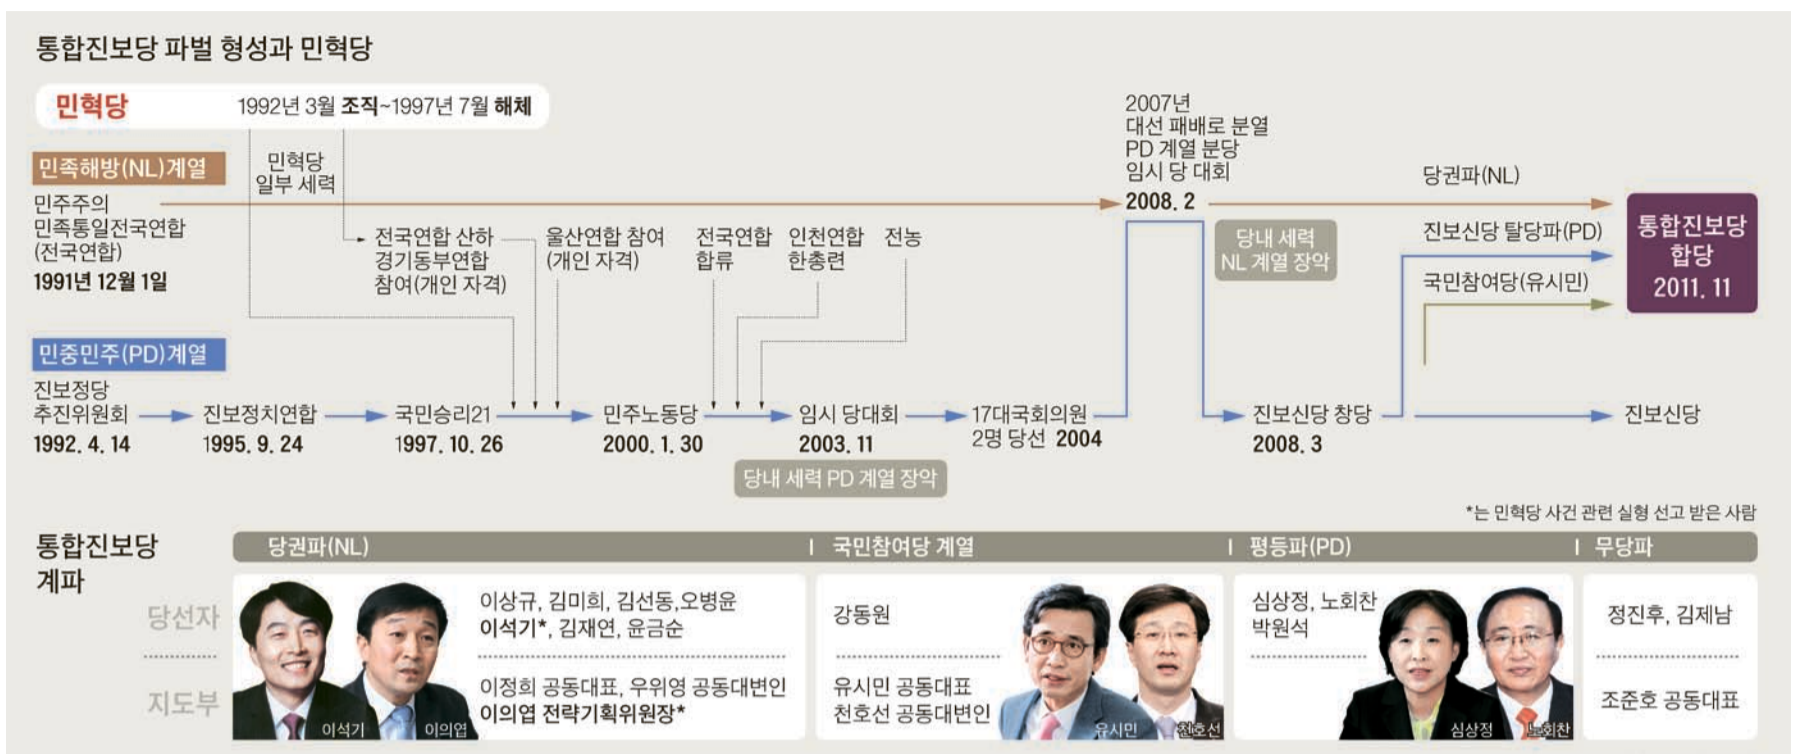 통합진보당 파벌 형성과 민혁당
민혁당 1992년 3월 조직~1997년 7월 해체
민족해방(NL)계열
민주주의
민족통일전국연합
(전국연합)
1991년 12월 1일
민혁당
일부 세력
전국연합 산하
경기동부연합
참여(개인 자격)
울산연합 참여
(개인 자격)
전국연합
합류
인천연합
한총련
전농
2007년
대선 패배로 분열
PD 계열 분당
임시 당 대회
2008. 2
당내 세력
NL 계열 장악
당권파(NL)
진보신당 탈당파(PD)
국민참여당(유시민)
통합진보당
합당
2011. 11
민중민주(PD)계열
진보정당
추진위원회
1992. 4. 14
진보정치연합
1995. 9. 24
국민승리21
1997. 10. 26
민주노동당
2000. 1. 30
임시 당대회
2003. 11
당내 세력 PD 계열 장악
17대국회의원
2명 당선 2004
진보신당 창당
2008. 3
진보신당
*는 민혁당 사건 관련 실형 선고 받은 사람
통합진보당
계파
당권파(NL)
국민참여당 계열
평등파(PD)
무당파
당선자
이상규, 김미희, 김선동,오병윤
이석기*, 김재연, 윤금순
강동원
심상정, 노회찬
박원석
정진후, 김제남
지도부
이정희 공동대표, 우위영 공동대변인
이의엽 전략기획위원장*
유시민 공동대표
천호선 공동대변인
조준호 공동대표
이석기
이의엽
유시민
천호선
심상정
노회찬